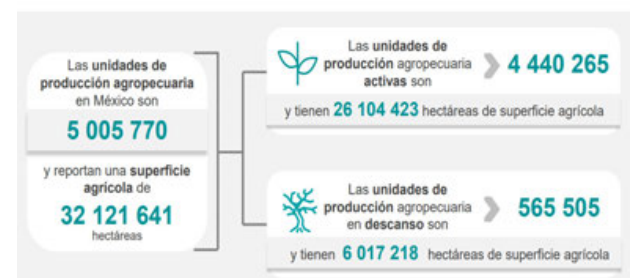 Las unidades de
producción agropecuaria
en México son
5 005 770
y reportan una superficie
agrícola de
32 121 641
hectáreas
Las unidades de
producción agropecuaria
activas son
4 440 265
y tienen 26 104 423 hectáreas de superficie agrícola
Las unidades de
producción agropecuaria
en descanso son
565 505
y tienen 6 017 218 hectáreas de superficie agrícola